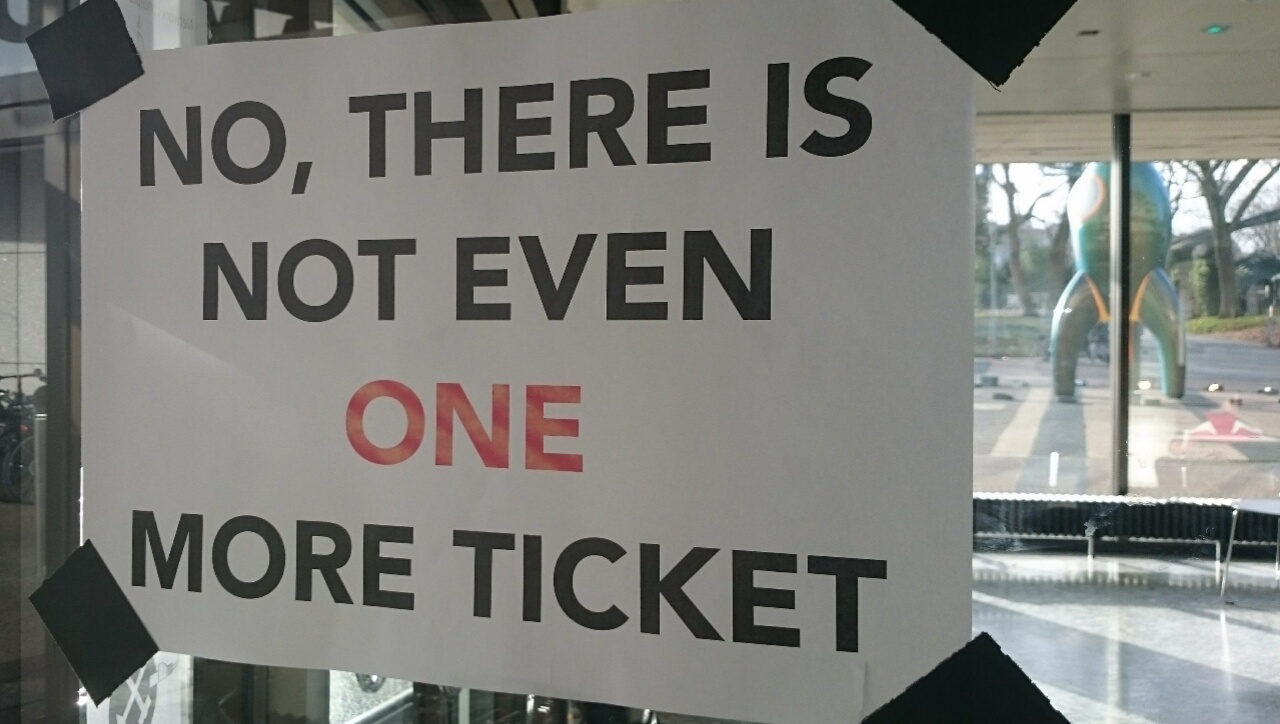 NO, THERE IS
NOT EVEN
ONE
MORE TICKET